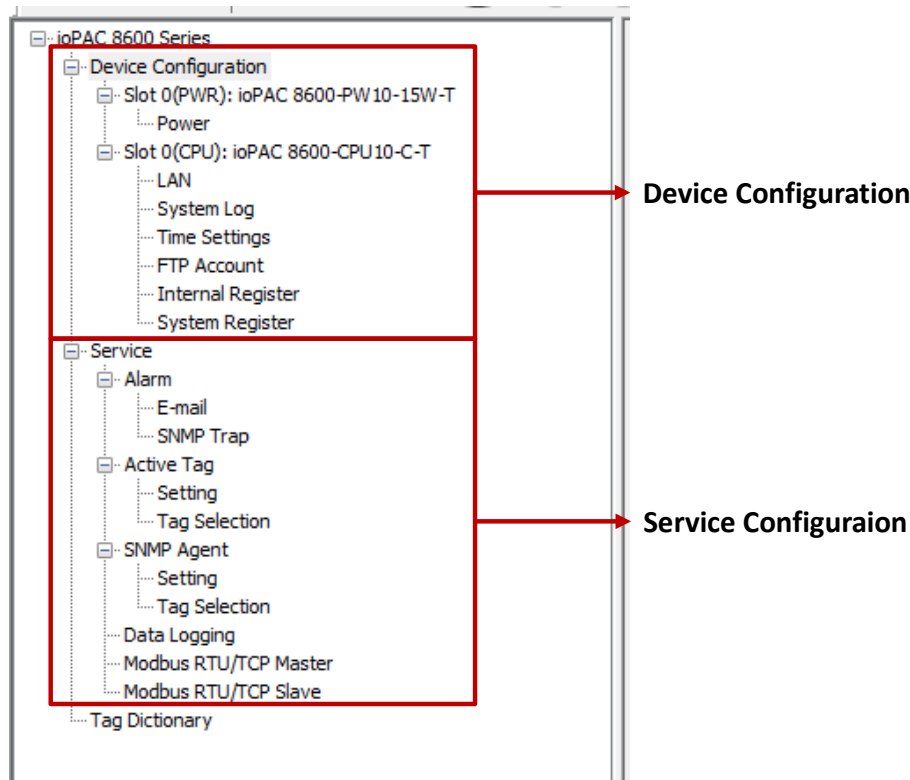 ioPAC 8600 Series
Device Configuration
Slot 0(PWR): ioPAC 8600-PW10-15W-T
Power
Slot 0(CPU): ioPAC 8600-CPU10-C-T
LAN
System Log
Time Settings
FTP Account
Internal Register
System Register
Service
Alarm
E-mail
SNMP Trap
Active Tag
Setting
Tag Selection
SNMP Agent
Setting
Tag Selection
Data Logging
Modbus RTU/TCP Master
Modbus RTU/TCP Slave
Tag Dictionary
Device Configuration
Service Configuraion